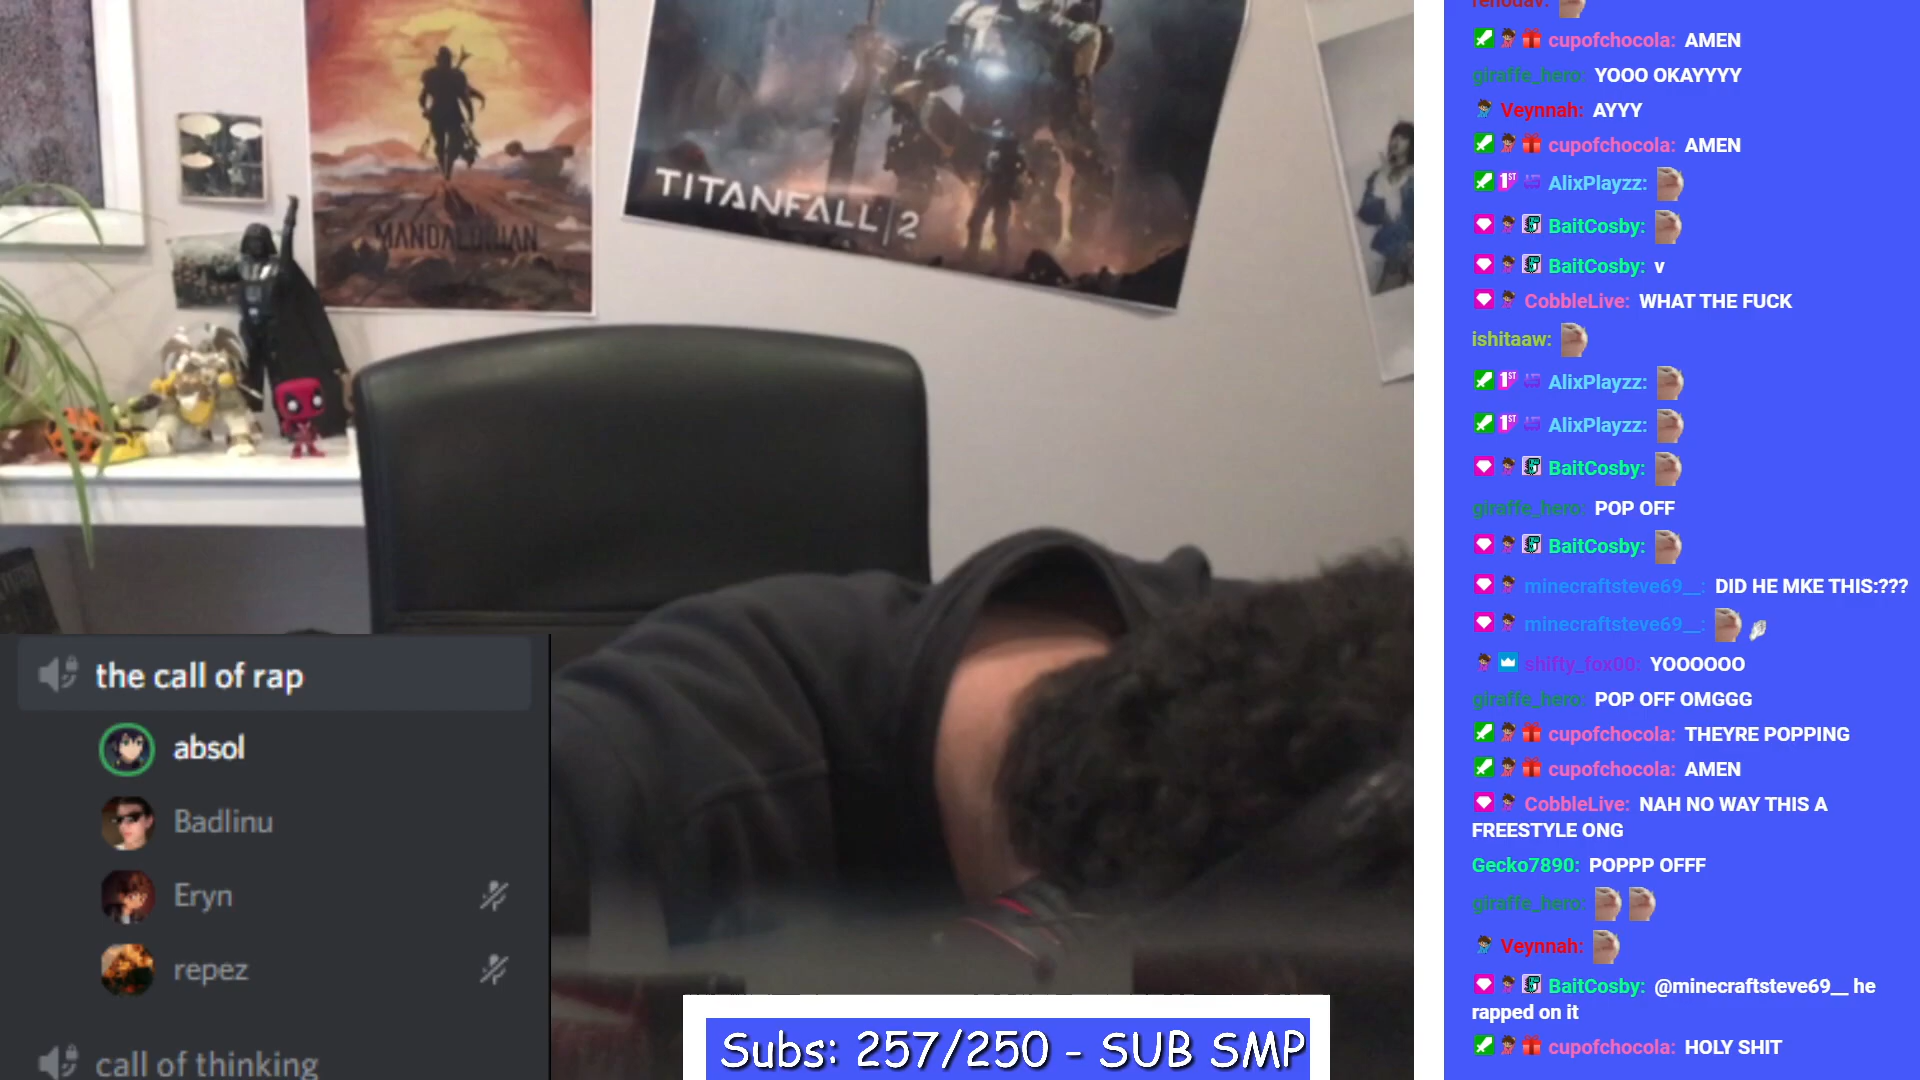 MANDALORIAN
TITANFALL|2
the call of rap
absol
Badlinu
Eryn
repez
call of thinking
Subs: 257/250 - SUB SMP
renodav:
cupofchocola: AMEN
giraffe_hero: YOOO OKAYYYY
Veynnah: AYYY
cupofchocola: AMEN
1ST AlixPlayzz:
BaitCosby:
BaitCosby: v
CobbleLive: WHAT THE FUCK
ishitaaw:
1ST AlixPlayzz:
1ST AlixPlayzz:
BaitCosby:
giraffe_hero: POP OFF
BaitCosby:
minecraftsteve69__: DID HE MKE THIS:???
minecraftsteve69__:
shifty_fox00: YOOOOOO
giraffe_hero: POP OFF OMGGG
cupofchocola: THEYRE POPPING
cupofchocola: AMEN
CobbleLive: NAH NO WAY THIS A
FREESTYLE ONG
Gecko7890: POPPP OFFF
giraffe_hero:
Veynnah:
BaitCosby: @minecraftsteve69__ he
rapped on it
cupofchocola: HOLY SHIT